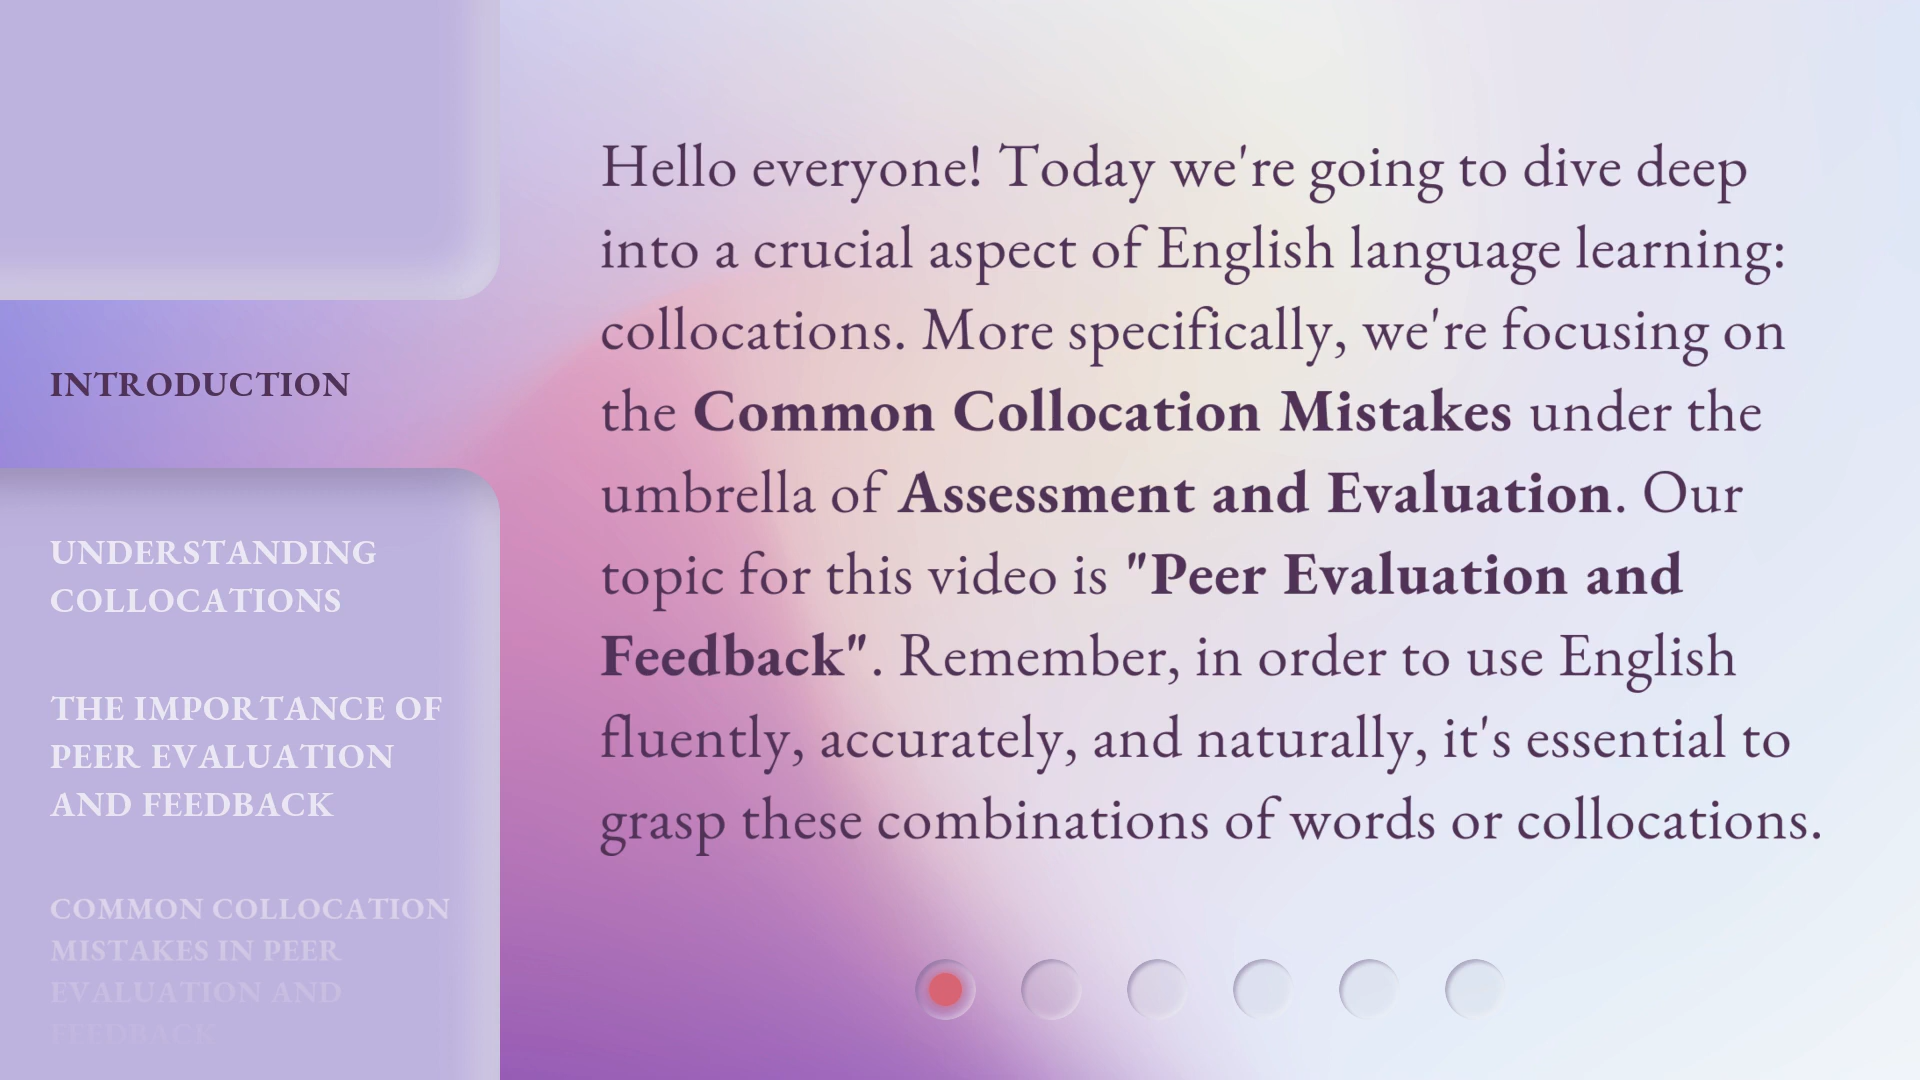 INTRODUCTION
UNDERSTANDING
COLLOCATIONS
THE IMPORTANCE OF
PEER EVALUATION
AND FEEDBACK
COMMON COLLOCATION
MISTAKES IN PEER
EVALUATION AND
FEEDBACK
Hello everyone! Today we're going to dive deep
into a crucial aspect of English language learning:
collocations. More specifically, we're focusing on
the Common Collocation Mistakes under the
umbrella of Assessment and Evaluation. Our
topic for this video is "Peer Evaluation and
Feedback". Remember, in order to use English
fluently, accurately, and naturally, it's essential to
grasp these combinations of words or collocations.